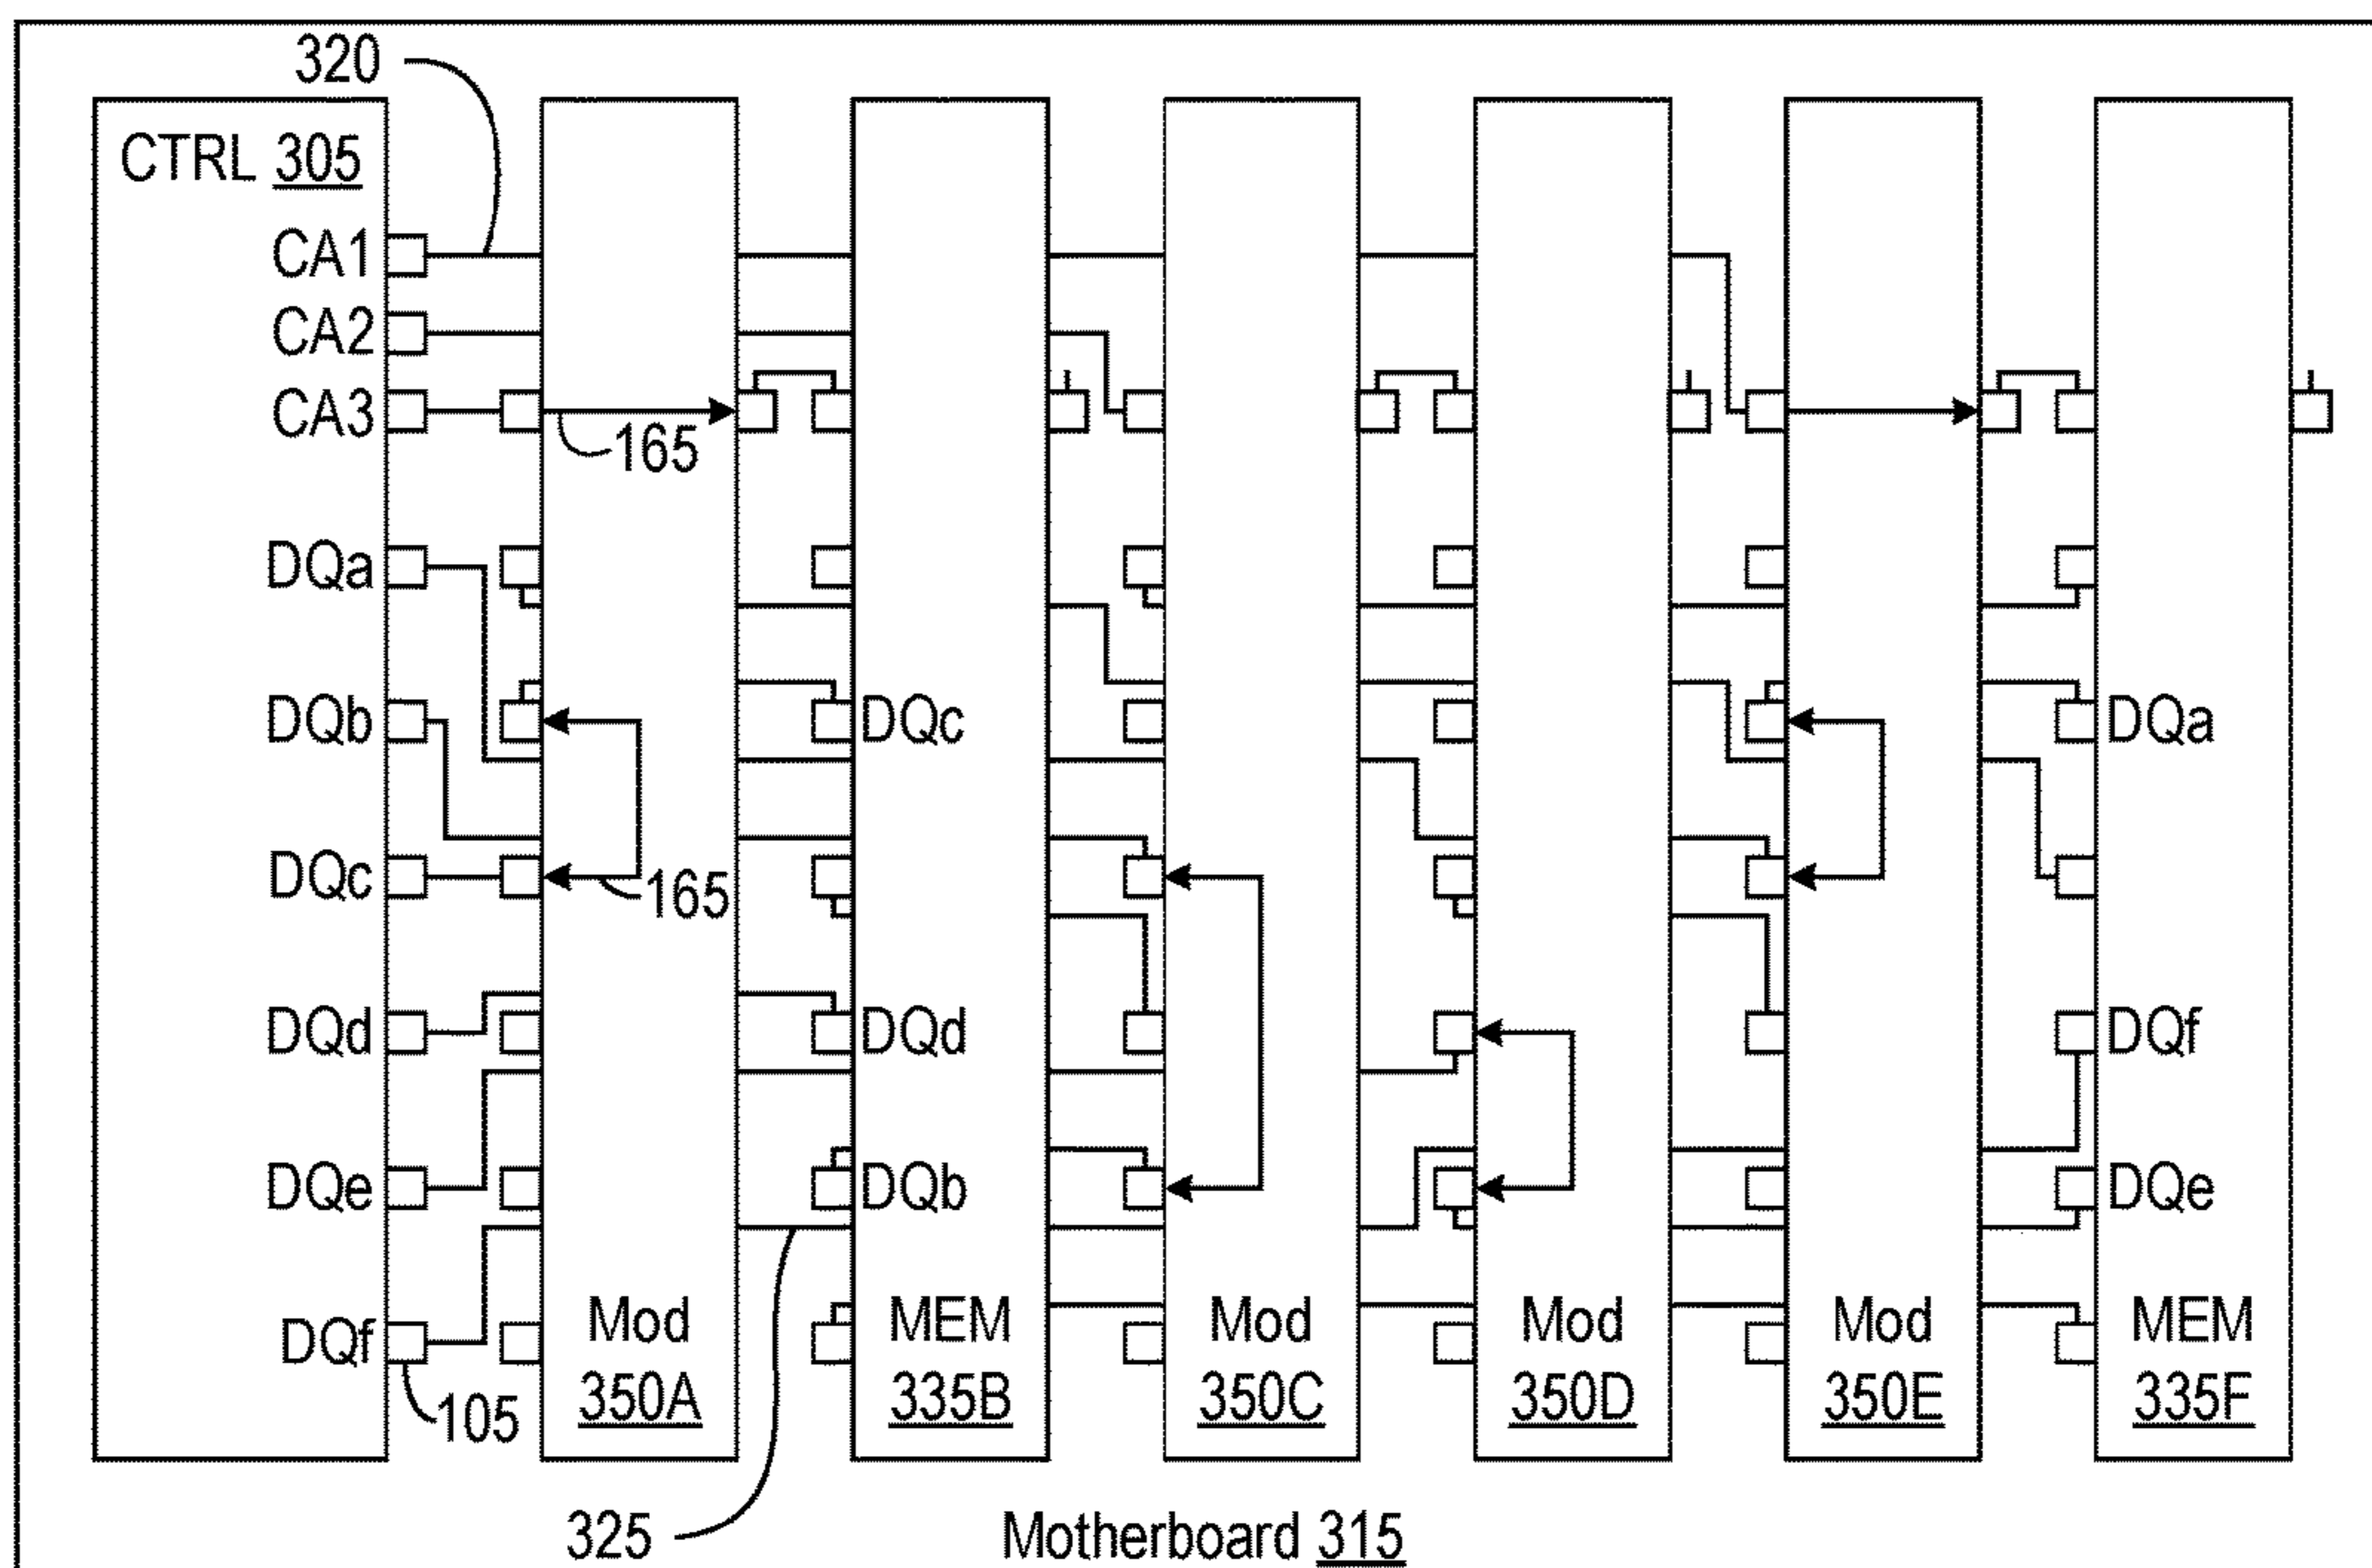 320
CTRL 305
CA1
CA2
CA3
165
DQa
DQb
DQc
DQa
DQc
165
DQd
DQd
DQf
DQe
DQb
DQe
DQf
105
Mod
350A
MEM
335B
Mod
350C
Mod
350D
Mod
350E
MEM
335F
325
Motherboard 315